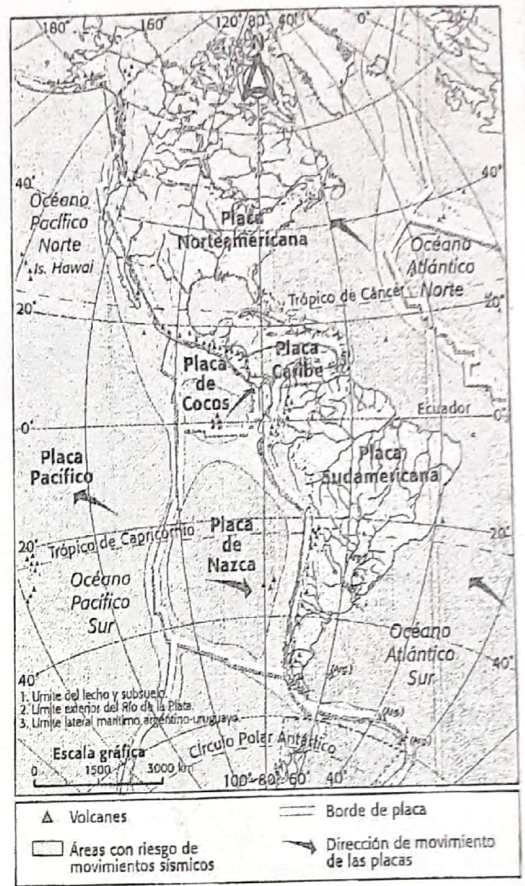 180° 160° 120° 80° 40° 0° 20°
0°
40°
40°
Océano
Pacífico
Norte
Is. Hawai
Placa
Norteamericana
Océano
Atlántico
Norte
20°
Trópico de Cáncer
20°
Placa
de
Cocos
Placa
Caribe
Ecuador
0°
0°
Placa
Pacífico
Placa
Sudamericana
Trópico de Capricornio
20°
20°
Placa
de
Nazca
Océano
Pacífico
Sur
Océano
Atlántico
Sur
40°
40°
(Arg.)
(Arg.)
(Arg.)
1. Límite del lecho y subsuelo.
2. Límite exterior del Río de la Plata.
3. Límite lateral marítimo argentino-uruguayo.
Círculo Polar Antártico
Escala gráfica
0 1500 3000 km
100° 80° 60° 40°
Volcanes
Áreas con riesgo de
movimientos sísmicos
Borde de placa
Dirección de movimiento
de las placas